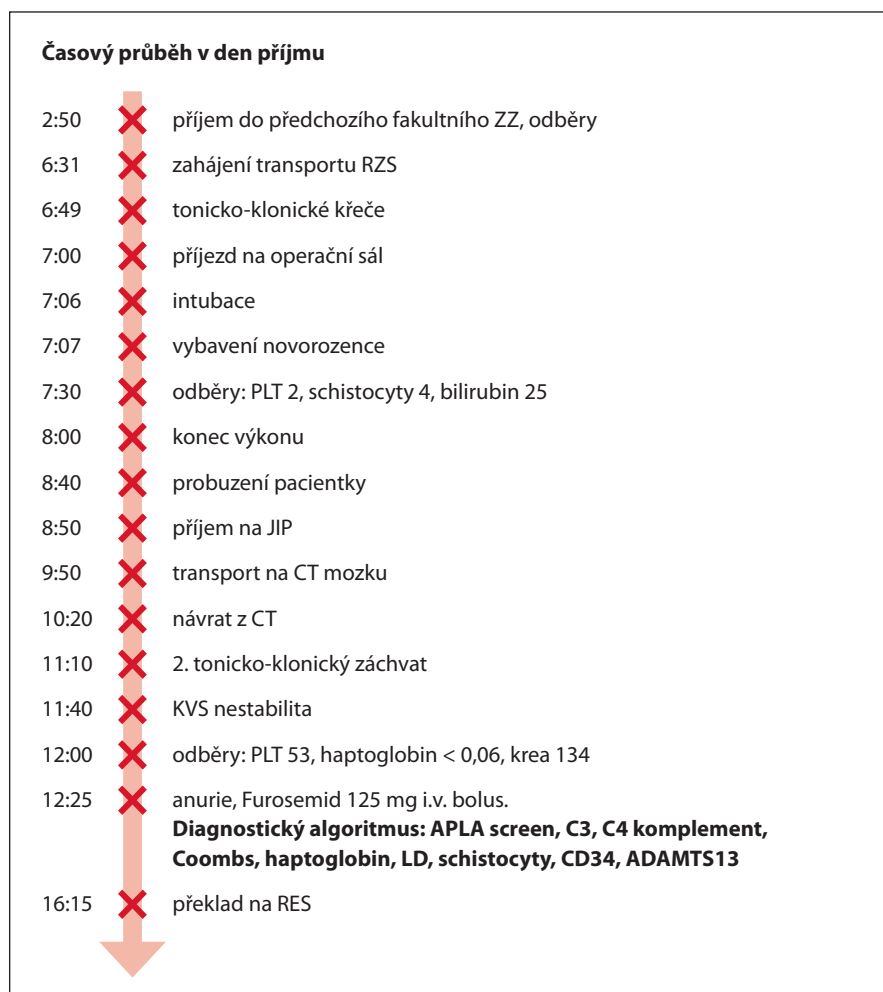 Časový průběh v den příjmu
2:50 příjem do předchozího fakultního ZZ, odběry
6:31 zahájení transportu RZS
6:49 tonicko-klonické křeče
7:00 příjezd na operační sál
7:06 intubace
7:07 vybavení novorozence
7:30 odběry: PLT 2, schistocyty 4, bilirubin 25
8:00 konec výkonu
8:40 probuzení pacientky
8:50 příjem na JIP
9:50 transport na CT mozku
10:20 návrat z CT
11:10 2. tonicko-klonický záchvat
11:40 KVS nestabilita
12:00 odběry: PLT 53, haptoglobin < 0,06, krea 134
12:25 anurie, Furosemid 125 mg i.v. bolus.
Diagnostický algoritmus: APLA screen, C3, C4 komplement,
Coombs, haptoglobin, LD, schistocyty, CD34, ADAMTS13
16:15 překlad na RES